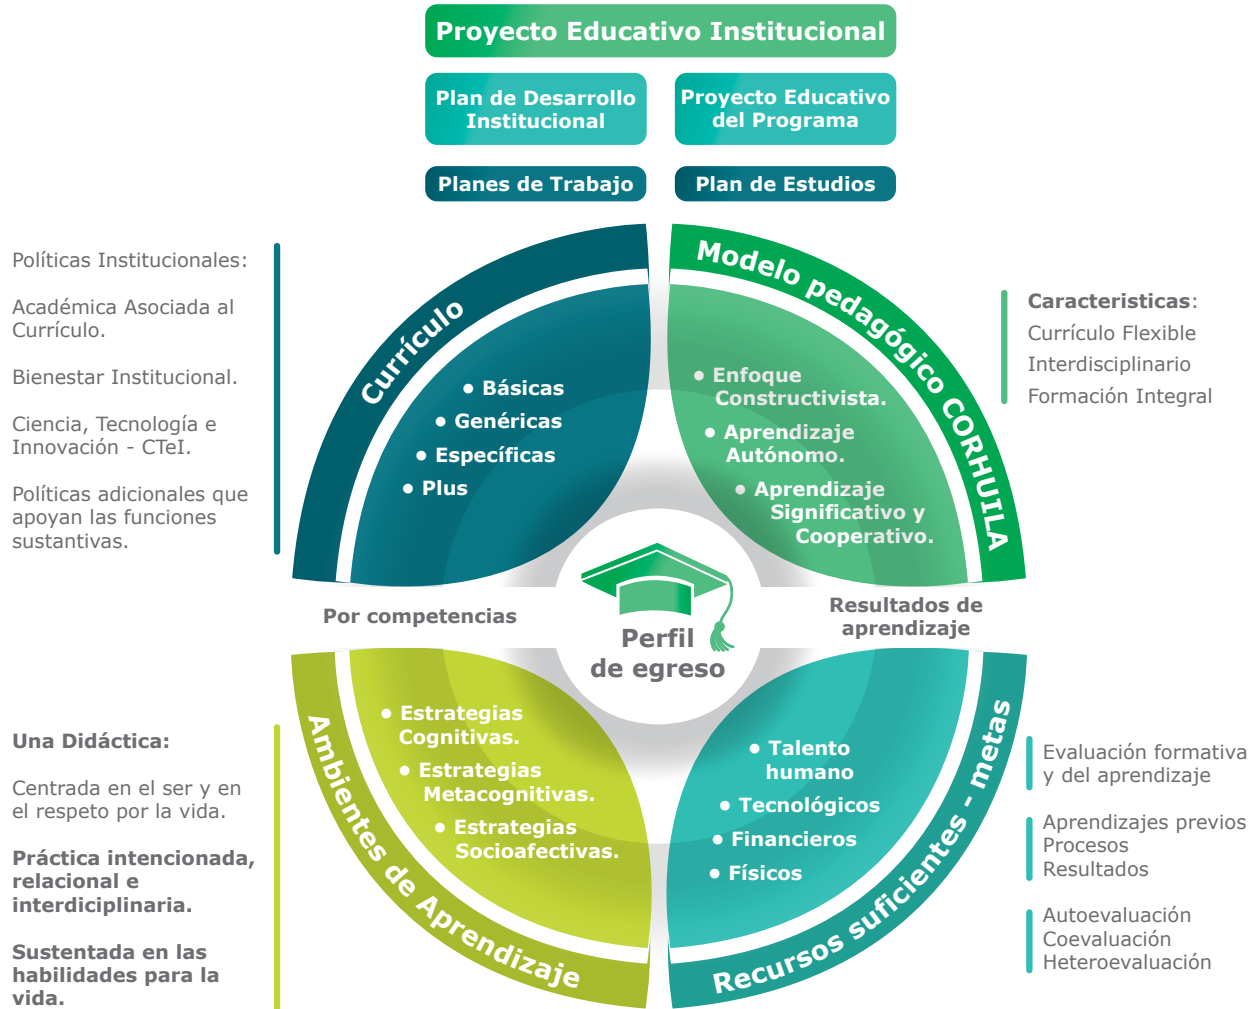 Proyecto Educativo Institucional
Plan de Desarrollo
Institucional
Proyecto Educativo
del Programa
Planes de Trabajo
Plan de Estudios
Políticas Institucionales:
Académica Asociada al
Currículo.
Bienestar Institucional.
Ciencia, Tecnología e
Innovación - CTeI.
Políticas adicionales que
apoyan las funciones
sustantivas.
Currículo
• Básicas
• Genéricas
• Específicas
• Plus
Modelo pedagógico CORHUILA
• Enfoque
Constructivista.
• Aprendizaje
Autónomo.
• Aprendizaje
Significativo y
Cooperativo.
Caracteristicas:
Currículo Flexible
Interdisciplinario
Formación Integral
Por competencias
Perfil
de egreso
Resultados de
aprendizaje
Una Didáctica:
Centrada en el ser y en
el respeto por la vida.
Práctica intencionada,
relacional e
interdiciplinaria.
Sustentada en las
habilidades para la
vida.
Ambientes de Aprendizaje
• Estrategias
Cognitivas.
• Estrategias
Metacognitivas.
• Estrategias
Socioafectivas.
Recursos suficientes - metas
• Talento
humano
• Tecnológicos
• Financieros
• Físicos
Evaluación formativa
y del aprendizaje
Aprendizajes previos
Procesos
Resultados
Autoevaluación
Coevaluación
Heteroevaluación